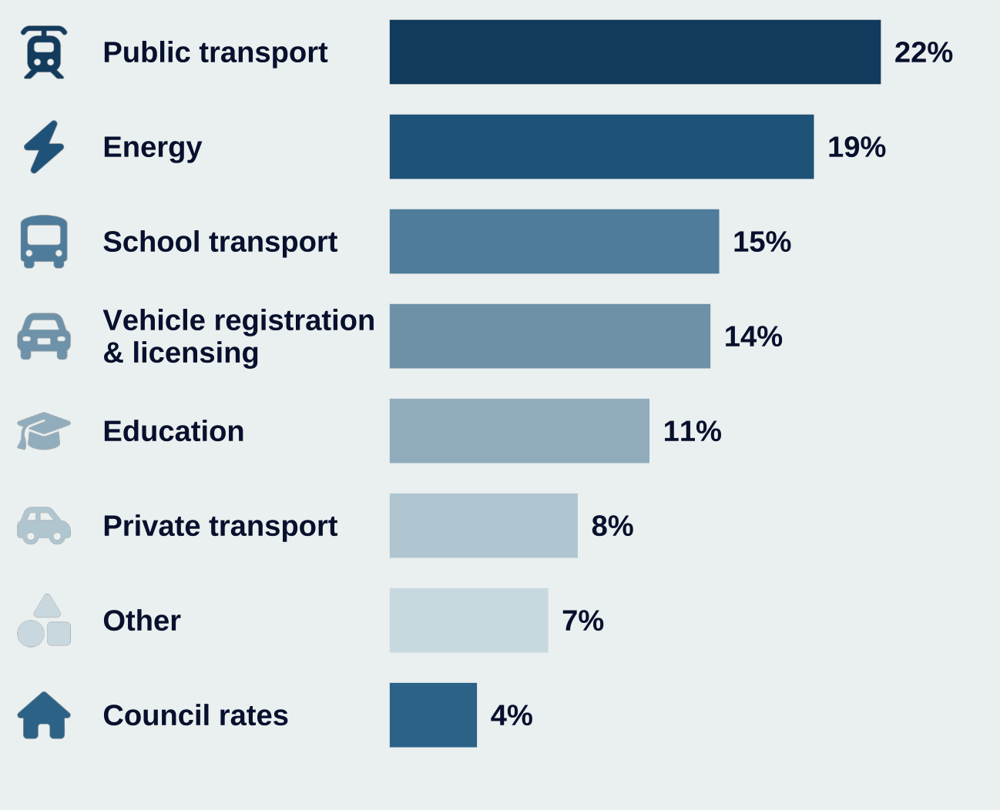 Public transport 22%
Energy 19%
School transport 15%
Vehicle registration
& licensing 14%
Education 11%
Private transport 8%
Other 7%
Council rates 4%